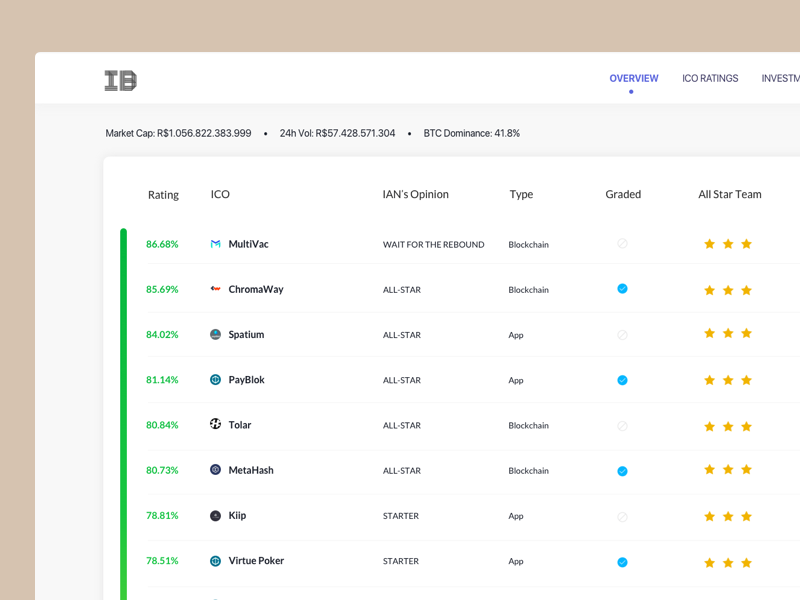 IB
OVERVIEW ICO RATINGS INVESTM
Market Cap: R$1.056.822.383.999 • 24h Vol: R$57.428.571.304 • BTC Dominance: 41.8%
Rating ICO IAN's Opinion Type Graded All Star Team
86.68% MultiVac WAIT FOR THE REBOUND Blockchain
85.69% ChromaWay ALL-STAR Blockchain
84.02% Spatium ALL-STAR App
81.14% PayBlok ALL-STAR App
80.84% Tolar ALL-STAR Blockchain
80.73% MetaHash ALL-STAR Blockchain
78.81% Kiip STARTER App
78.51% Virtue Poker STARTER App